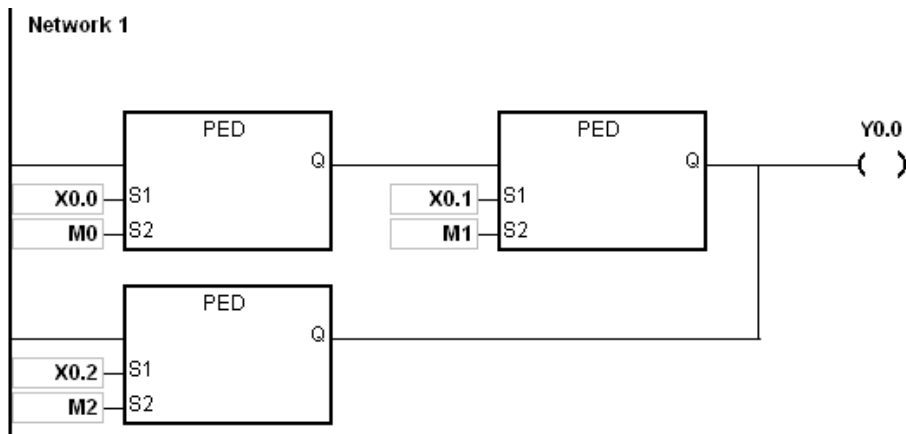 Network 1
PED
PED
Y0.0
Q
Q
X0.0 S1
X0.1 S1
M0 S2
M1 S2
PED
Q
X0.2 S1
M2 S2